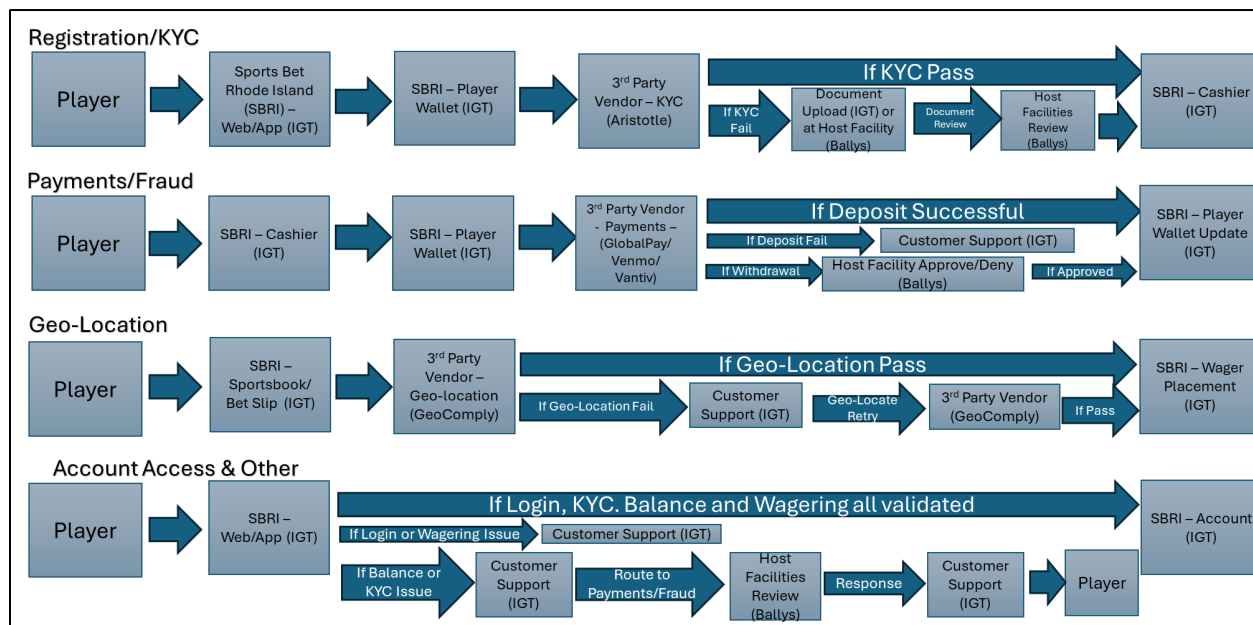 Registration/KYC
Player
Sports Bet
Rhode Island
(SBRI) –
Web/App (IGT)
SBRI – Player
Wallet (IGT)
3rd Party
Vendor – KYC
(Aristotle)
If KYC Pass
If KYC
Fail
Document
Upload (IGT) or
at Host Facility
(Ballys)
Document
Review
Host
Facilities
Review
(Ballys)
SBRI – Cashier
(IGT)
Payments/Fraud
Player
SBRI – Cashier
(IGT)
SBRI – Player
Wallet (IGT)
3rd Party Vendor
- Payments –
(GlobalPay/
Venmo/
Vantiv)
If Deposit Successful
If Deposit Fail
Customer Support (IGT)
If Withdrawal
Host Facility Approve/Deny
(Ballys)
If Approved
SBRI – Player
Wallet Update
(IGT)
Geo-Location
Player
SBRI –
Sportsbook/
Bet Slip (IGT)
3rd Party
Vendor –
Geo-location
(GeoComply)
If Geo-Location Pass
If Geo-Location Fail
Customer
Support (IGT)
Geo-Locate
Retry
3rd Party Vendor
(GeoComply)
If Pass
SBRI – Wager
Placement
(IGT)
Account Access & Other
Player
SBRI –
Web/App (IGT)
If Login, KYC. Balance and Wagering all validated
If Login or Wagering Issue
Customer Support (IGT)
If Balance or
KYC Issue
Customer
Support
(IGT)
Route to
Payments/Fraud
Host
Facilities
Review
(Ballys)
Response
Customer
Support
(IGT)
Player
SBRI – Account
(IGT)